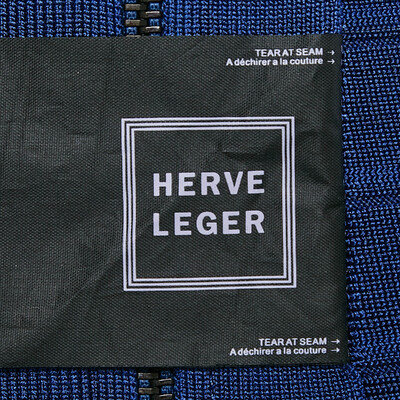 TEAR AT SEAM →
A déchirer a la couture →
HERVE
LEGER
TEAR AT SEAM →
A déchirer a la couture →